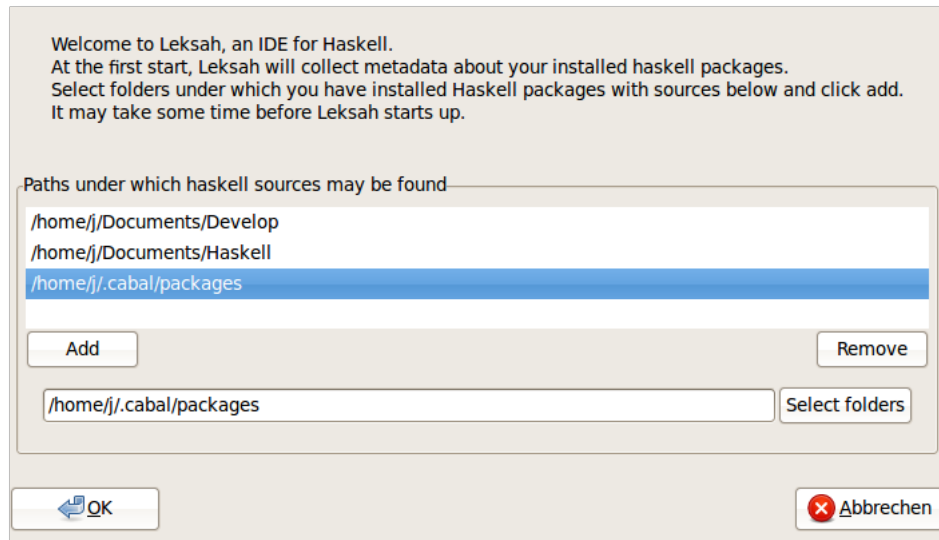 Welcome to Leksah, an IDE for Haskell.
At the first start, Leksah will collect metadata about your installed haskell packages.
Select folders under which you have installed Haskell packages with sources below and click add.
It may take some time before Leksah starts up.
Paths under which haskell sources may be found
/home/j/Documents/Develop
/home/j/Documents/Haskell
/home/j/.cabal/packages
Add Remove
/home/j/.cabal/packages Select folders
OK Abbrechen